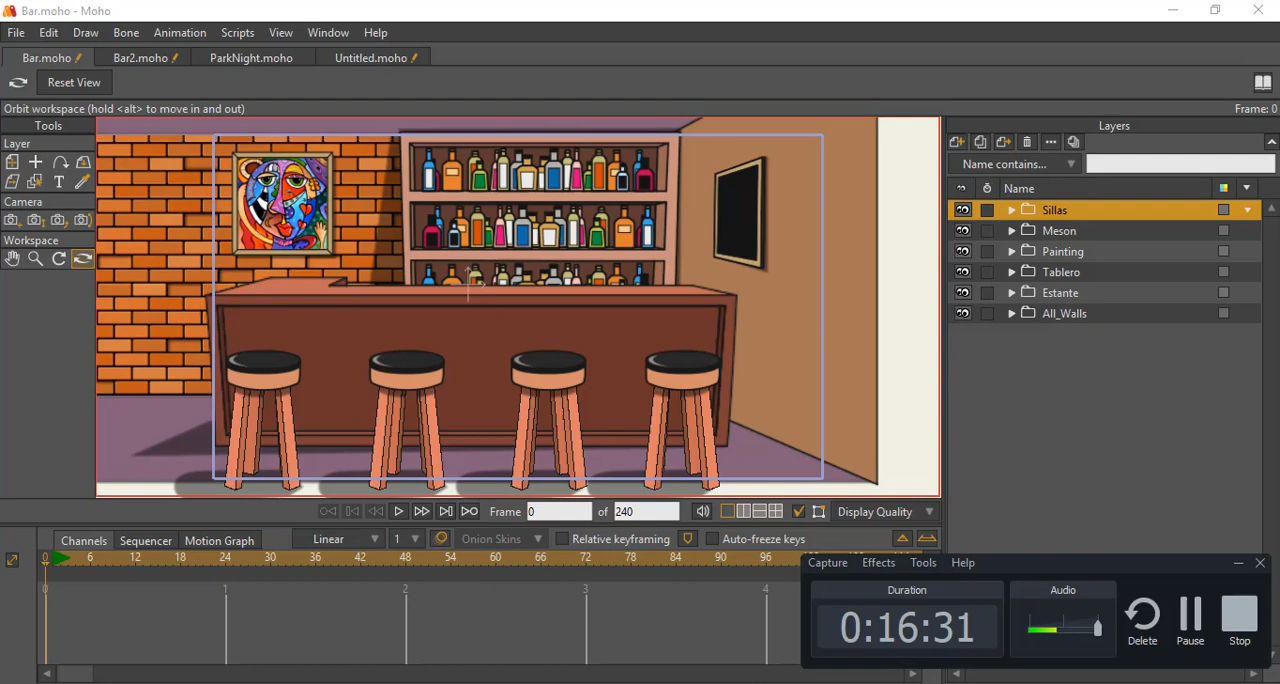 Bar.moho - Moho
File Edit Draw Bone Animation Scripts View Window Help
Bar.moho Bar2.moho ParkNight.moho Untitled.moho
Reset View
Orbit workspace (hold <alt> to move in and out) Frame: 0
Tools
Layer
Camera
Workspace
Layers
Name contains...
Name
Sillas
Meson
Painting
Tablero
Estante
All_Walls
Frame 0 of 240 Display Quality
Channels Sequencer Motion Graph Linear 1 Onion Skins Relative keyframing Auto-freeze keys
0 6 12 18 24 30 36 42 48 54 60 66 72 78 84 90 96
0 1 2 3 4
Capture Effects Tools Help
Duration Audio
0:16:31
Delete Pause Stop